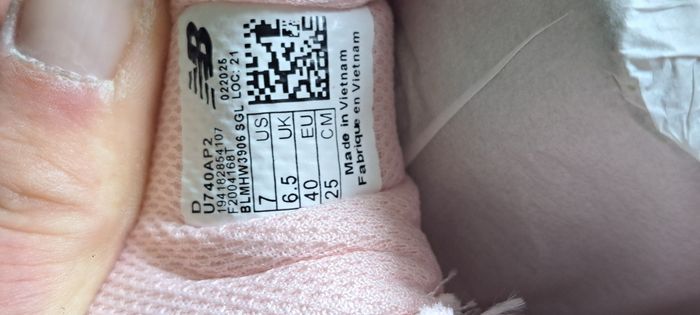 NB
022025
LOC: 21
D
U740AP2
194182854107
F2004168T
BLMHW3906 SGL
7 US
6.5 UK
40 EU
25 CM
Made in Vietnam
Fabriqué en Vietnam